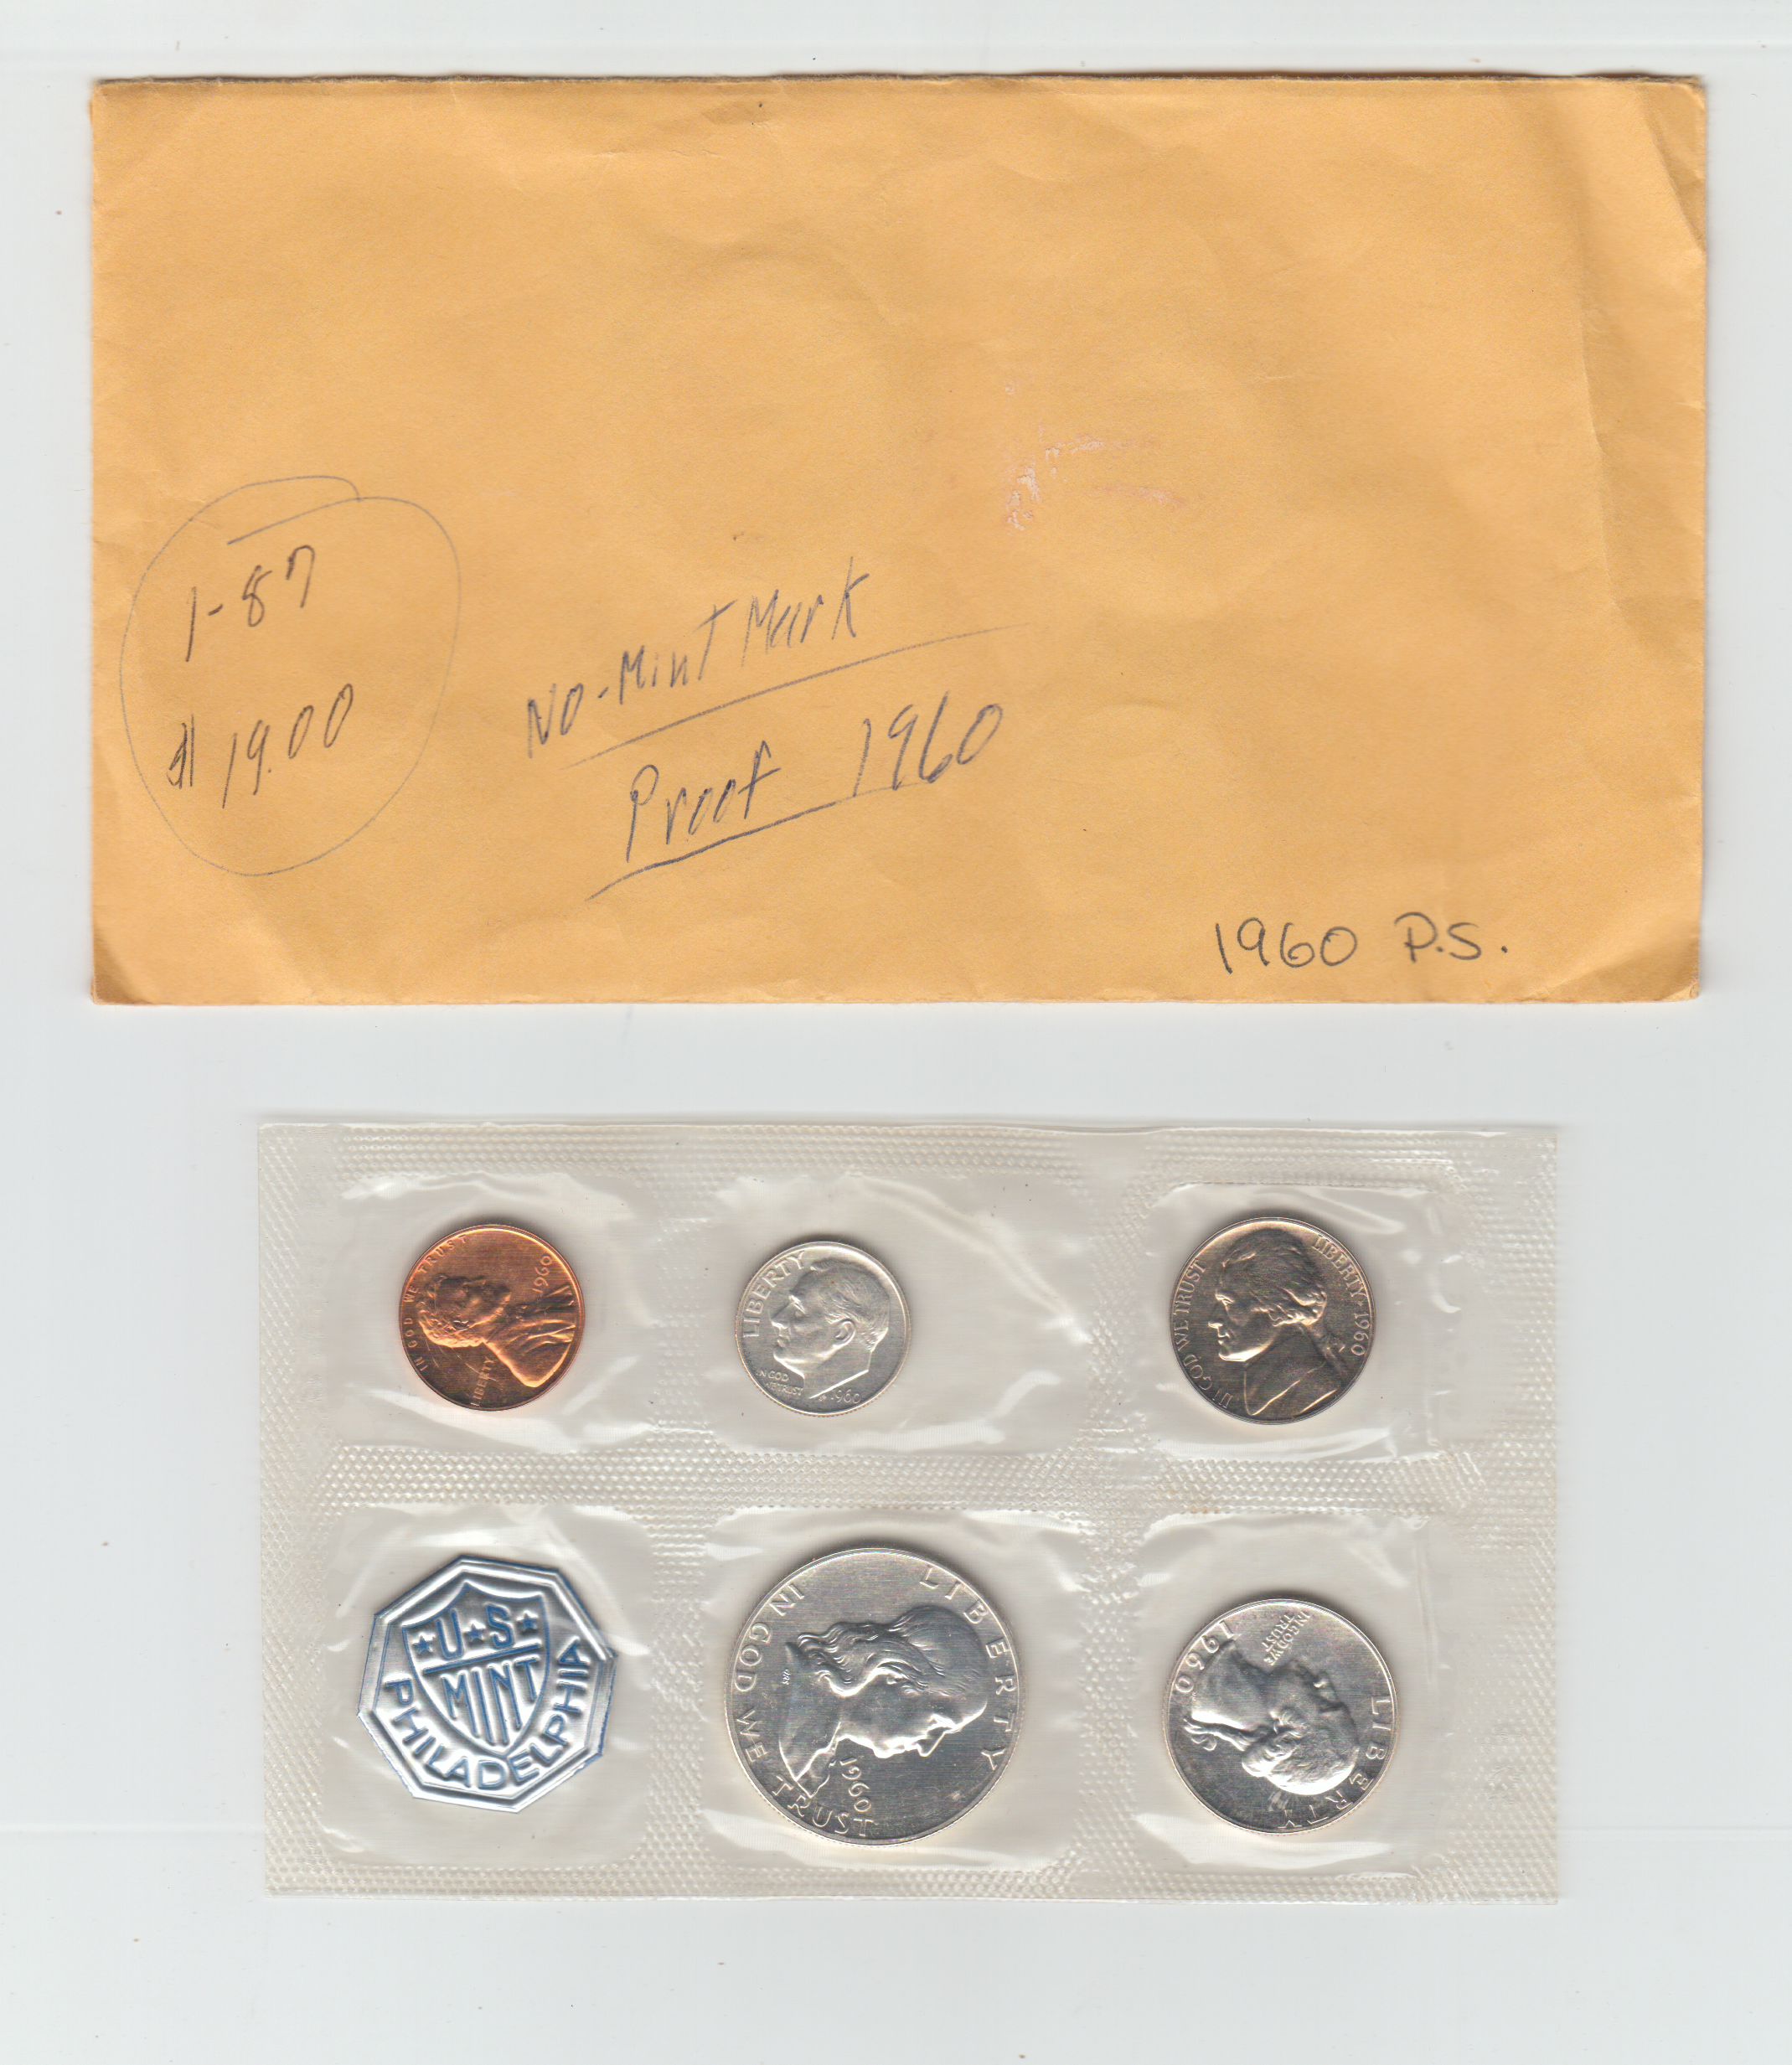 1-87
$19.00
No-Mint Mark
Proof 1960
1960 P.S.
IN GOD WE TRUST
LIBERTY
1960
LIBERTY
IN GOD
WE TRUST
1960
IN GOD WE TRUST
LIBERTY
1960
U S
MINT
PHILADELPHIA
LIBERTY
IN GOD WE TRUST
1960
LIBERTY
IN GOD WE
TRUST
1960